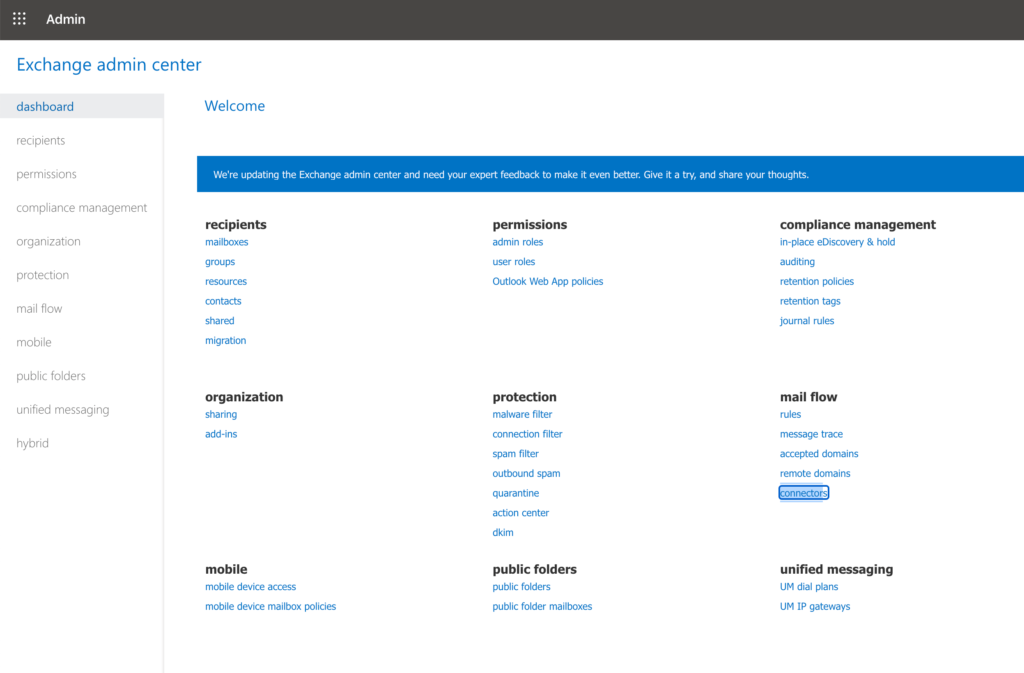 Admin
Exchange admin center
dashboard
recipients
permissions
compliance management
organization
protection
mail flow
mobile
public folders
unified messaging
hybrid
Welcome
We're updating the Exchange admin center and need your expert feedback to make it even better. Give it a try, and share your thoughts.
recipients
mailboxes
groups
resources
contacts
shared
migration
permissions
admin roles
user roles
Outlook Web App policies
compliance management
in-place eDiscovery & hold
auditing
retention policies
retention tags
journal rules
organization
sharing
add-ins
protection
malware filter
connection filter
spam filter
outbound spam
quarantine
action center
dkim
mail flow
rules
message trace
accepted domains
remote domains
connectors
mobile
mobile device access
mobile device mailbox policies
public folders
public folders
public folder mailboxes
unified messaging
UM dial plans
UM IP gateways